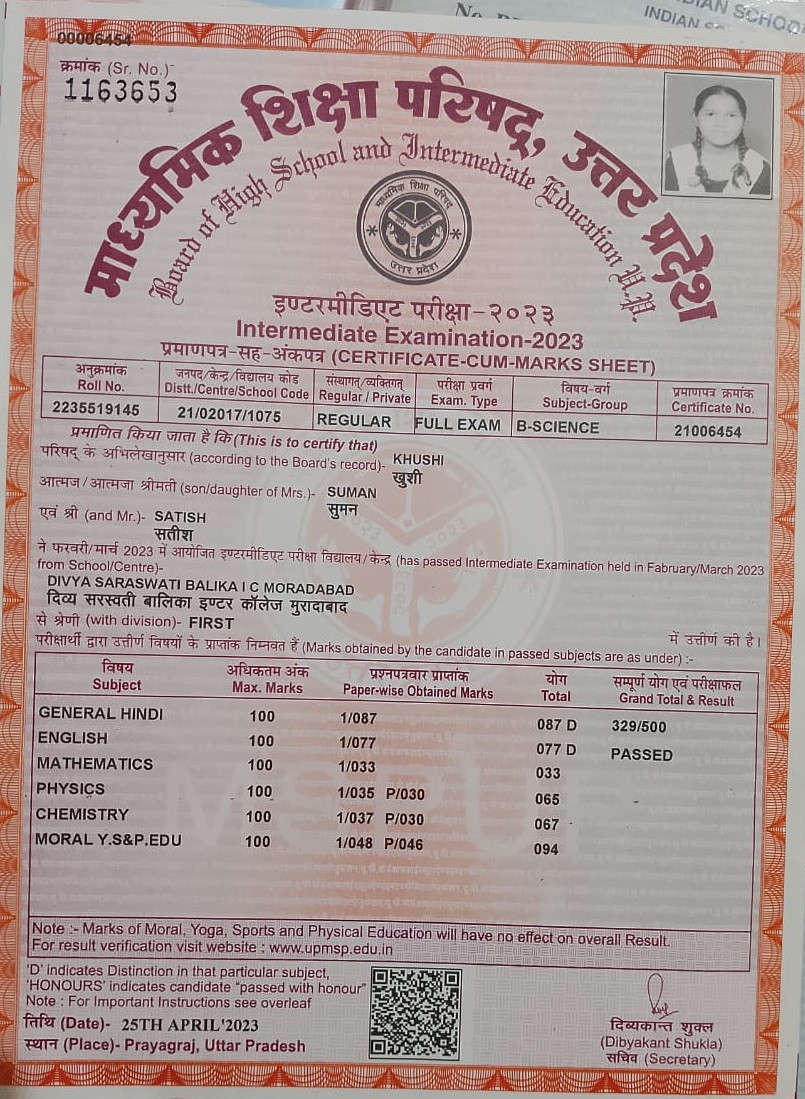 INDIAN SCHOO
INDIAN SC
No.
00006454
क्रमांक (Sr. No.)-
1163653
माध्यमिक शिक्षा परिषद्, उत्तर प्रदेश
Board of High School and Intermediate Education U.P.
माध्यमिक शिक्षा परिषद
उत्तर प्रदेश
इण्टरमीडिएट परीक्षा-२०२३
Intermediate Examination-2023
प्रमाणपत्र-सह-अंकपत्र (CERTIFICATE-CUM-MARKS SHEET)
अनुक्रमांक जनपद/केन्द्र/विद्यालय कोड संस्थागत/व्यक्तिगत् परीक्षा प्रवर्ग विषय-वर्ग प्रमाणपत्र क्रमांक
Roll No. Distt./Centre/School Code Regular / Private Exam. Type Subject-Group Certificate No.
2235519145 21/02017/1075 REGULAR FULL EXAM B-SCIENCE 21006454
प्रमाणित किया जाता है कि (This is to certify that)
परिषद् के अभिलेखानुसार (according to the Board's record)- KHUSHI
खुशी
आत्मज/आत्मजा श्रीमती (son/daughter of Mrs.)- SUMAN
सुमन
एवं श्री (and Mr.)- SATISH
सतीश
ने फरवरी/मार्च 2023 में आयोजित इण्टरमीडिएट परीक्षा विद्यालय/केन्द्र (has passed Intermediate Examination held in Fabruary/March 2023
from School/Centre)-
DIVYA SARASWATI BALIKA I C MORADABAD
दिव्य सरस्वती बालिका इण्टर कॉलेज मुरादाबाद
से श्रेणी (with division)- FIRST में उत्तीर्ण की है।
परीक्षार्थी द्वारा उत्तीर्ण विषयों के प्राप्तांक निम्नवत हैं (Marks obtained by the candidate in passed subjects are as under) :-
विषय अधिकतम अंक प्रश्नपत्रवार प्राप्तांक योग सम्पूर्ण योग एवं परीक्षाफल
Subject Max. Marks Paper-wise Obtained Marks Total Grand Total & Result
GENERAL HINDI 100 1/087 087 D 329/500
ENGLISH 100 1/077 077 D PASSED
MATHEMATICS 100 1/033 033
PHYSICS 100 1/035 P/030 065
CHEMISTRY 100 1/037 P/030 067
MORAL Y.S&P.EDU 100 1/048 P/046 094
Note :- Marks of Moral, Yoga, Sports and Physical Education will have no effect on overall Result.
For result verification visit website : www.upmsp.edu.in
'D' indicates Distinction in that particular subject,
'HONOURS' indicates candidate "passed with honour"
Note : For Important Instructions see overleaf
तिथि (Date)- 25TH APRIL'2023
स्थान (Place)- Prayagraj, Uttar Pradesh
दिब्यकान्त शुक्ल
(Dibyakant Shukla)
सचिव (Secretary)